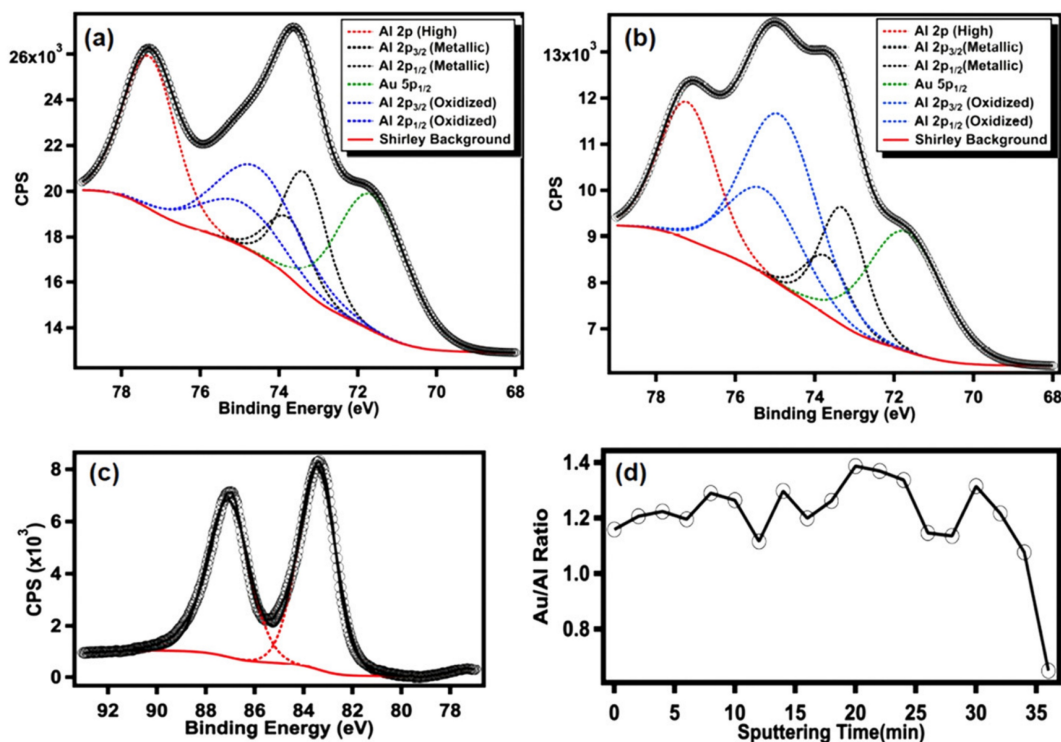 (a)
26x10³
24
22
20
18
16
14
CPS
78 76 74 72 70 68
Binding Energy (eV)
Al 2p (High)
Al 2p3/2 (Metallic)
Al 2p1/2 (Metallic)
Au 5p1/2
Al 2p3/2 (Oxidized)
Al 2p1/2 (Oxidized)
Shirley Background
(b)
13x10³
12
11
10
9
8
7
CPS
78 76 74 72 70 68
Binding Energy (eV)
Al 2p (High)
Al 2p3/2 (Metallic)
Al 2p1/2(Metallic)
Au 5p1/2
Al 2p3/2 (Oxidized)
Al 2p1/2 (Oxidized)
Shirley Background
(c)
8
6
4
2
0
CPS (x10³)
92 90 88 86 84 82 80 78
Binding Energy (eV)
(d)
1.4
1.2
1.0
0.8
Au/Al Ratio
0 5 10 15 20 25 30 35
Sputtering Time(min)